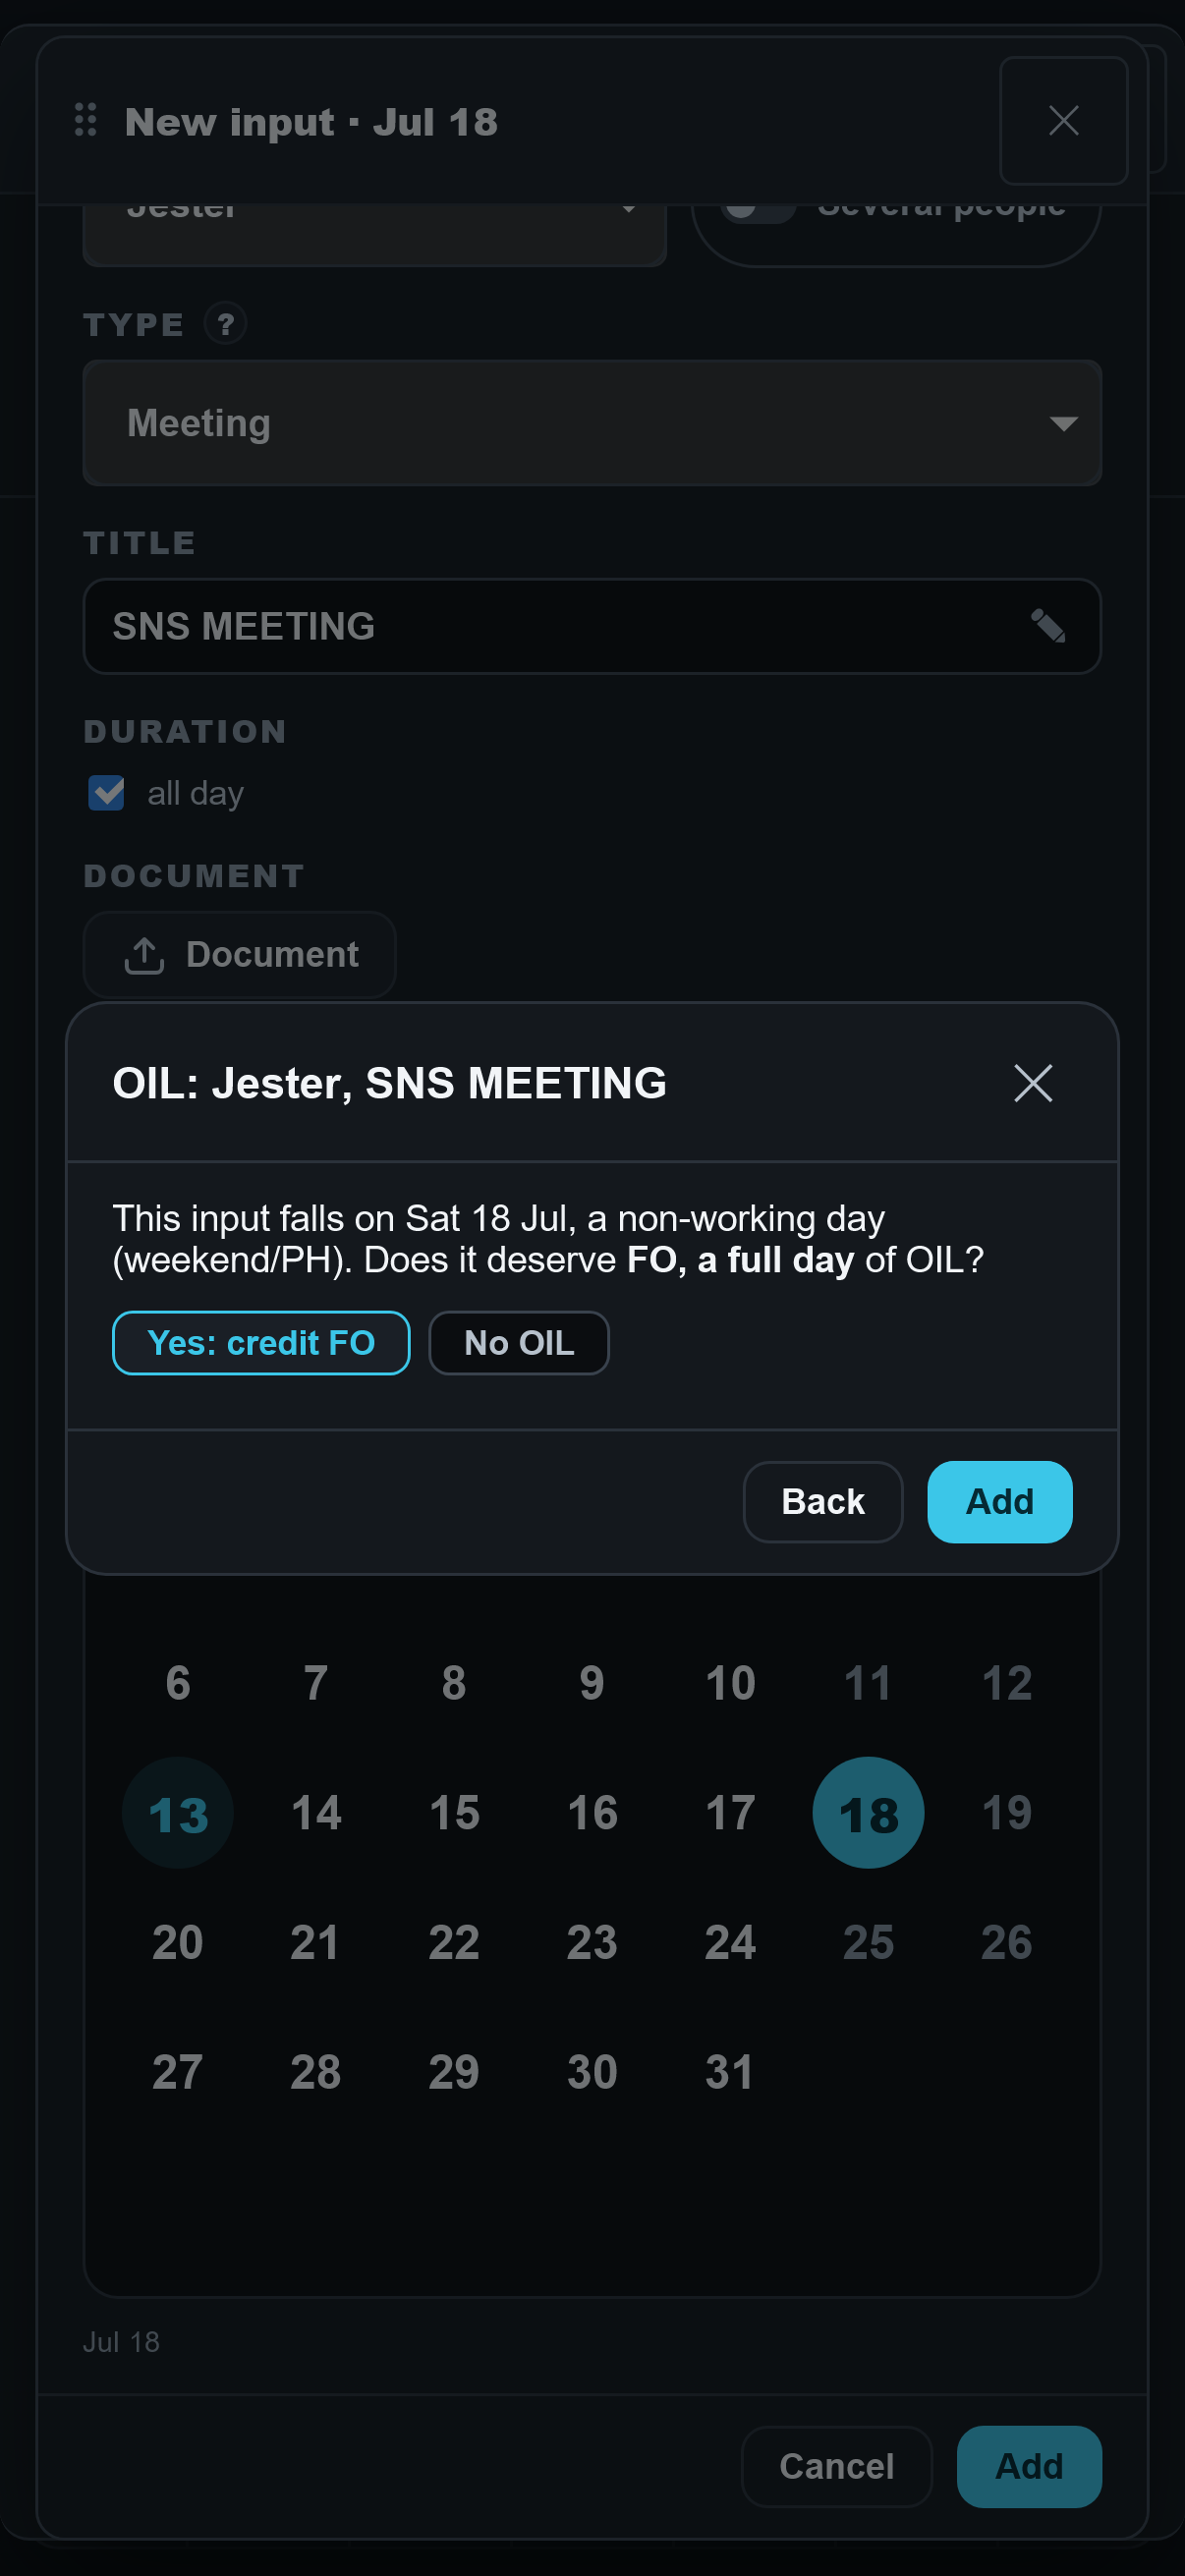 New input · Jul 18
Jester
Several people
TYPE ?
Meeting
TITLE
SNS MEETING
DURATION
all day
DOCUMENT
Document
OIL: Jester, SNS MEETING
This input falls on Sat 18 Jul, a non-working day
(weekend/PH). Does it deserve FO, a full day of OIL?
Yes: credit FO No OIL
Back Add
6 7 8 9 10 11 12
13 14 15 16 17 18 19
20 21 22 23 24 25 26
27 28 29 30 31
Jul 18
Cancel Add